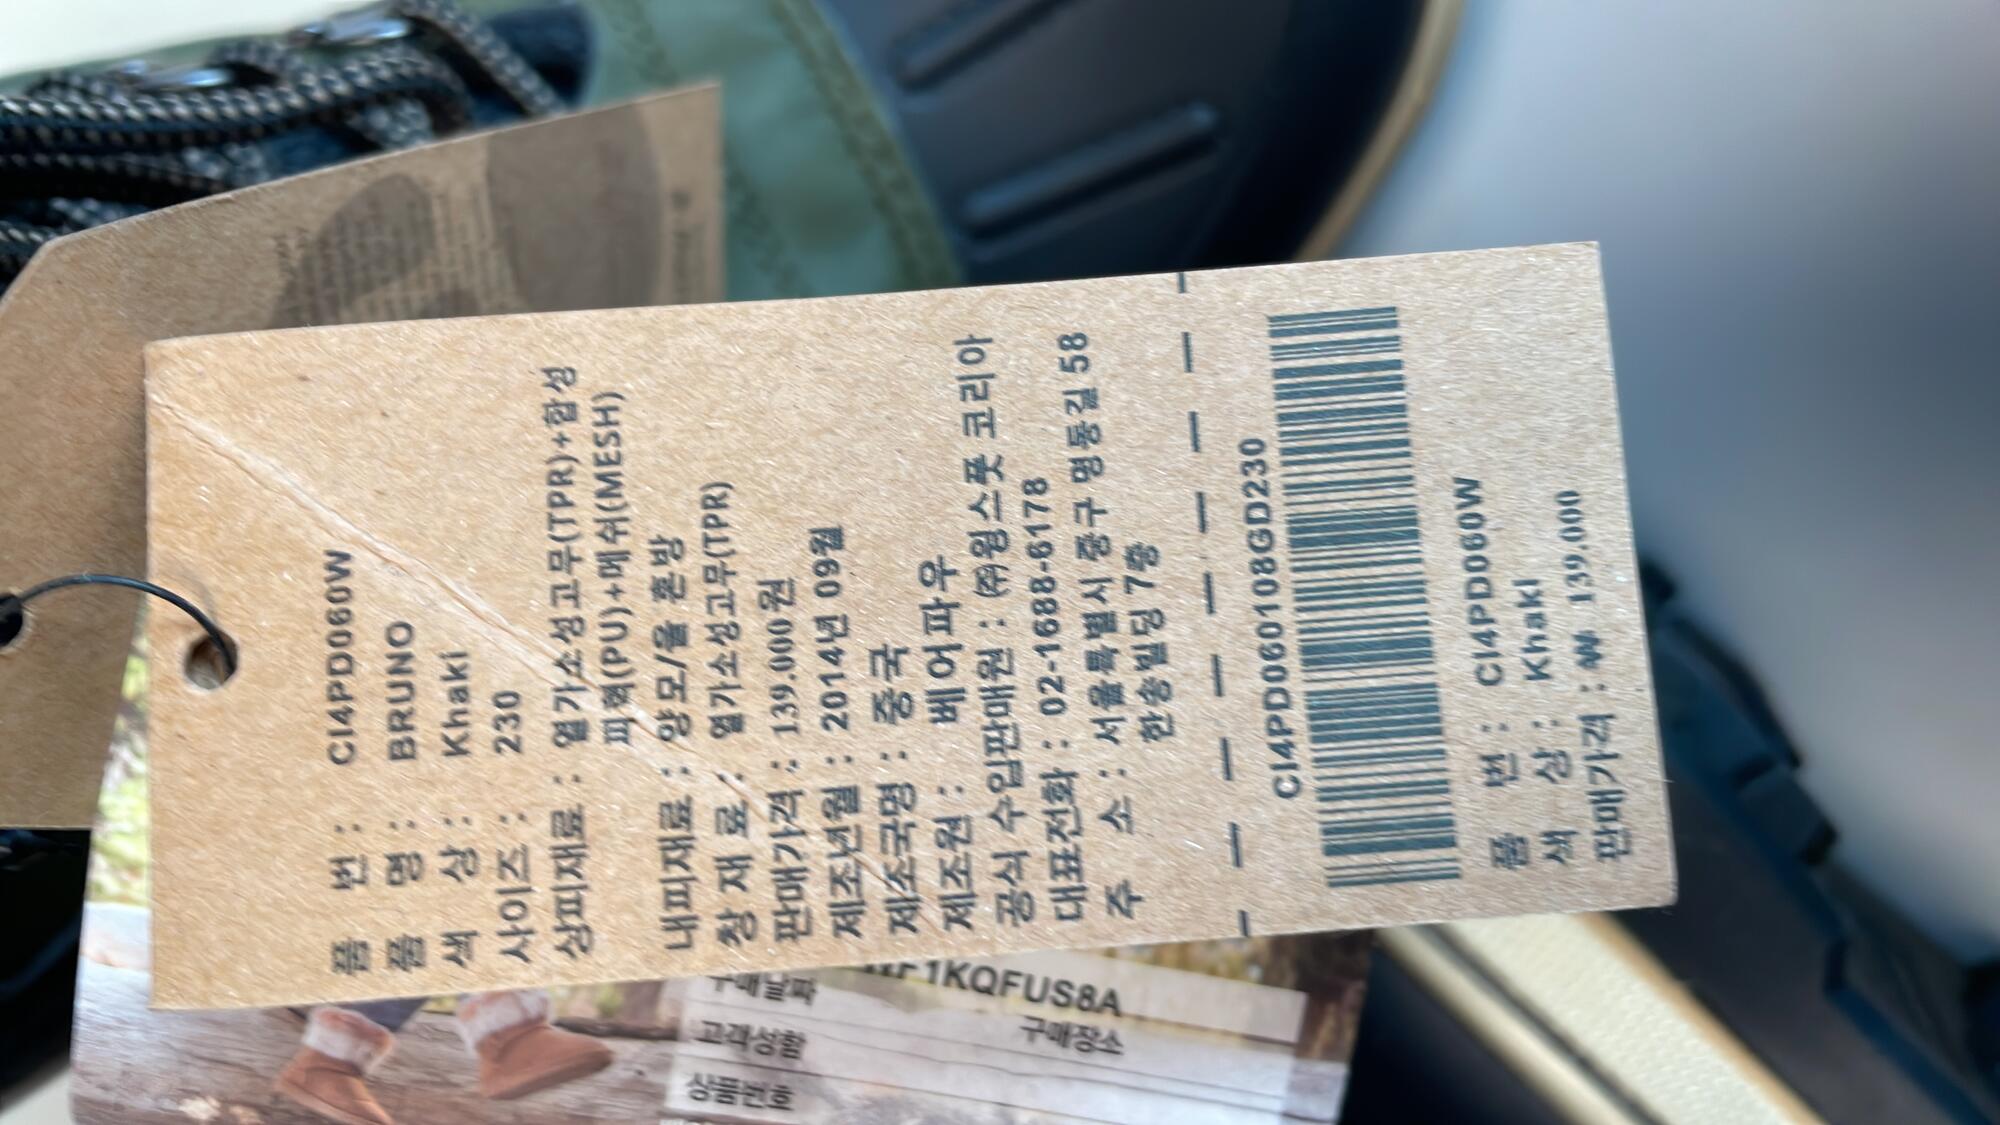 품 번 : CI4PD060W
품 명 : BRUNO
색 상 : Khaki
사이즈 : 230
상피재료 : 열가소성고무(TPR)+합성
피혁(PU)+메쉬(MESH)
내피재료 : 양모/울 혼방
창 재 료 : 열가소성고무(TPR)
판매가격 : 139.000원
제조년월 : 2014년 09월
제조국명 : 중국
제조원 : 베어파우
공식 수입판매원 : ㈜윙스풋 코리아
대표전화 : 02-1688-6178
주 소 : 서울특별시 중구 명동길 58
한송빌딩 7층
CI4PD060108GD230
품 번 : CI4PD060W
색 상 : Khaki
판매가격 : ₩ 139.000
1KQFUS8A
구매날짜
구매장소
고객성함
상품번호